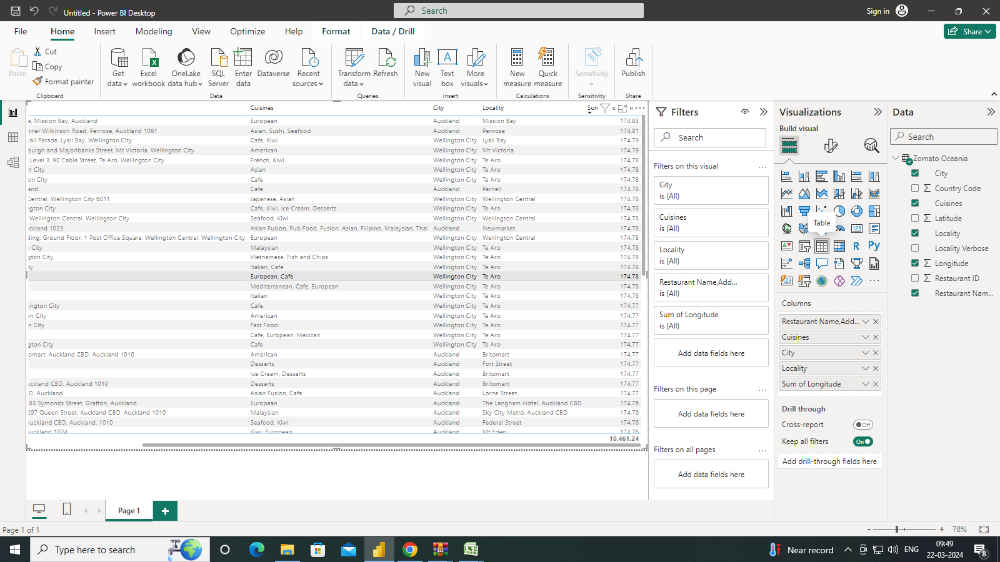 Untitled - Power BI Desktop
Search
Sign in
File
Home
Insert
Modeling
View
Optimize
Help
Format
Data / Drill
Share
Paste
Cut
Copy
Format painter
Clipboard
Get data
Excel workbook
OneLake data hub
SQL Server
Enter data
Dataverse
Recent sources
Data
Transform data
Refresh
Queries
New visual
Text box
More visuals
Insert
New measure
Quick measure
Calculations
Sensitivity
Sensitivity
Publish
Share
Cuisines City Locality Sum
e, Mission Bay, Auckland European Auckland Mission Bay 174.83
rner Wilkinson Road, Penrose, Auckland 1061 Asian, Sushi, Seafood Auckland Penrose 174.81
yall Parade, Lyall Bay, Wellington City Cafe, Kiwi Wellington City Lyall Bay 174.79
burgh and Majoribanks Street, Mt Victoria, Wellington City American Wellington City Mt Victoria 174.79
Level 3, 90 Cable Street, Te Aro, Wellington City French, Kiwi Wellington City Te Aro 174.78
n City Asian Wellington City Te Aro 174.78
on City Cafe Wellington City Te Aro 174.78
and Cafe Auckland Parnell 174.78
Central, Wellington City 6011 Japanese, Asian Wellington City Wellington Central 174.78
gton City Cafe, Kiwi, Ice Cream, Desserts Wellington City Te Aro 174.78
Wellington Central, Wellington City Seafood, Kiwi Wellington City Wellington Central 174.78
ckland 1023 Asian Fusion, Pub Food, Fusion, Asian, Filipino, Malaysian, Thai Auckland Newmarket 174.78
ding, Ground Floor, 1 Post Office Square, Wellington Central, Wellington City European Wellington City Wellington Central 174.78
n City Malaysian Wellington City Te Aro 174.78
gton City Vietnamese, Fish and Chips Wellington City Te Aro 174.78
ty Italian, Cafe Wellington City Te Aro 174.78
European, Cafe Wellington City Te Aro 174.78
Mediterranean, Cafe, European Wellington City Te Aro 174.78
Italian Wellington City Te Aro 174.78
ington City Cafe Wellington City Te Aro 174.77
on City American Wellington City Te Aro 174.77
n City Fast Food Wellington City Te Aro 174.77
Cafe, European, Mexican Wellington City Te Aro 174.77
gton City Cafe Wellington City Te Aro 174.77
omart, Auckland CBD, Auckland 1010 American Auckland Britomart 174.77
Desserts Auckland Fort Street 174.77
Ice Cream, Desserts Auckland Britomart 174.77
uckland CBD, Auckland 1010 Desserts Auckland Britomart 174.77
D, Auckland Asian Fusion, Cafe Auckland Lorne Street 174.77
83 Symonds Street, Grafton, Auckland European Auckland The Langham Hotel, Auckland CBD 174.76
297 Queen Street, Auckland CBD, Auckland 1010 Malaysian Auckland Sky City Metro, Auckland CBD 174.76
Auckland CBD, Auckland, 1010 Seafood, Kiwi Auckland Federal Street 174.76
uckland 1024 Kiwi, European Auckland Mt Eden 174.76
10,461.24
Filters
Search
Filters on this visual ...
City
is (All)
Cuisines
is (All)
Locality
is (All)
Restaurant Name,Add...
is (All)
Sum of Longitude
is (All)
Add data fields here
Filters on this page ...
Add data fields here
Filters on all pages ...
Add data fields here
Visualizations
Build visual
Table
123
R
Py
123
...
Columns
Restaurant Name,Add...
Cuisines
City
Locality
Sum of Longitude
Drill through
Cross-report Off
Keep all filters On
Add drill-through fields here
Data
Search
Zomato Oceania
City
Σ Country Code
Cuisines
Σ Latitude
Locality
Locality Verbose
Σ Longitude
Σ Restaurant ID
Restaurant Nam...
Page 1
+
Page 1 of 1
- + 78%
Type here to search
Near record
ENG
09:49
22-03-2024
8